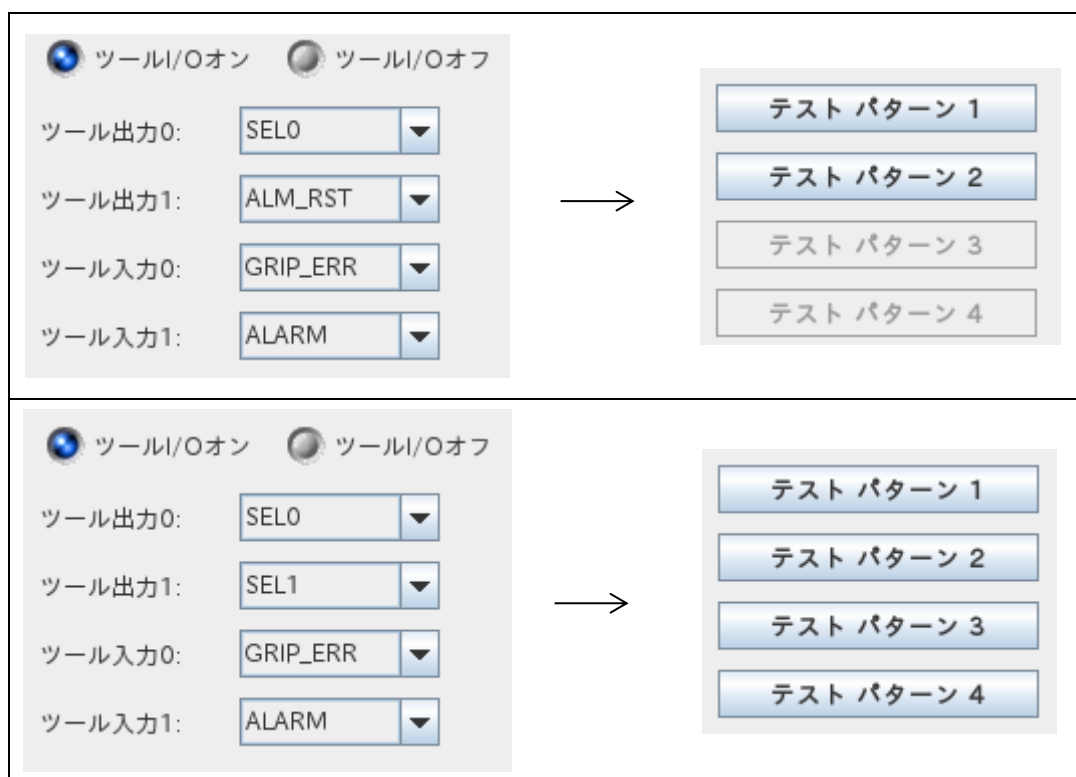 ツールI/Oオン ツールI/Oオフ
ツール出力0: SEL0
ツール出力1: ALM_RST
ツール入力0: GRIP_ERR
ツール入力1: ALARM
テスト パターン 1
テスト パターン 2
テスト パターン 3
テスト パターン 4
ツールI/Oオン ツールI/Oオフ
ツール出力0: SEL0
ツール出力1: SEL1
ツール入力0: GRIP_ERR
ツール入力1: ALARM
テスト パターン 1
テスト パターン 2
テスト パターン 3
テスト パターン 4